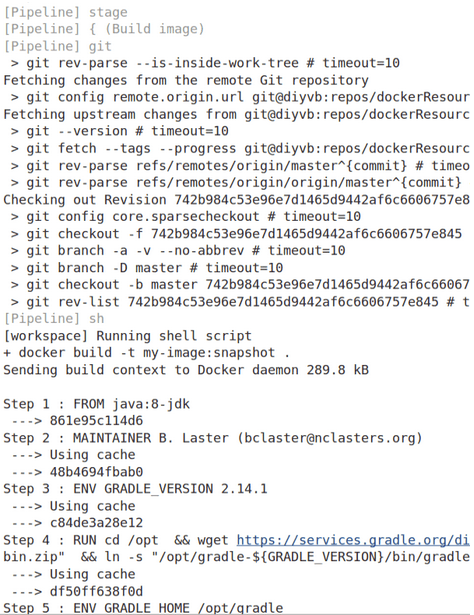 [Pipeline] stage
[Pipeline] { (Build image)
[Pipeline] git
> git rev-parse --is-inside-work-tree # timeout=10
Fetching changes from the remote Git repository
> git config remote.origin.url git@diyvb:repos/dockerResour
Fetching upstream changes from git@diyvb:repos/dockerResourc
> git --version # timeout=10
> git fetch --tags --progress git@diyvb:repos/dockerResourc
> git rev-parse refs/remotes/origin/master^{commit} # timeo
> git rev-parse refs/remotes/origin/origin/master^{commit}
Checking out Revision 742b984c53e96e7d1465d9442af6c6606757e8
> git config core.sparsecheckout # timeout=10
> git checkout -f 742b984c53e96e7d1465d9442af6c6606757e845
> git branch -a -v --no-abbrev # timeout=10
> git branch -D master # timeout=10
> git checkout -b master 742b984c53e96e7d1465d9442af6c66067
> git rev-list 742b984c53e96e7d1465d9442af6c6606757e845 # t
[Pipeline] sh
[workspace] Running shell script
+ docker build -t my-image:snapshot .
Sending build context to Docker daemon 289.8 kB
Step 1 : FROM java:8-jdk
---> 861e95c114d6
Step 2 : MAINTAINER B. Laster (bclaster@nclasters.org)
---> Using cache
---> 48b4694fbab0
Step 3 : ENV GRADLE_VERSION 2.14.1
---> Using cache
---> c84de3a28e12
Step 4 : RUN cd /opt  && wget https://services.gradle.org/di
bin.zip"  && ln -s "/opt/gradle-${GRADLE_VERSION}/bin/gradle
---> Using cache
---> df50ff638f0d
Step 5 : ENV GRADLE_HOME /opt/gradle